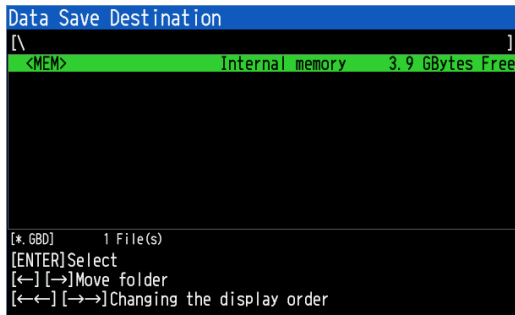 Data Save Destination
[\ ]
<MEM> Internal memory 3.9 GBytes Free
[*.GBD] 1 File(s)
[ENTER]Select
[←][→]Move folder
[←←][→→]Changing the display order